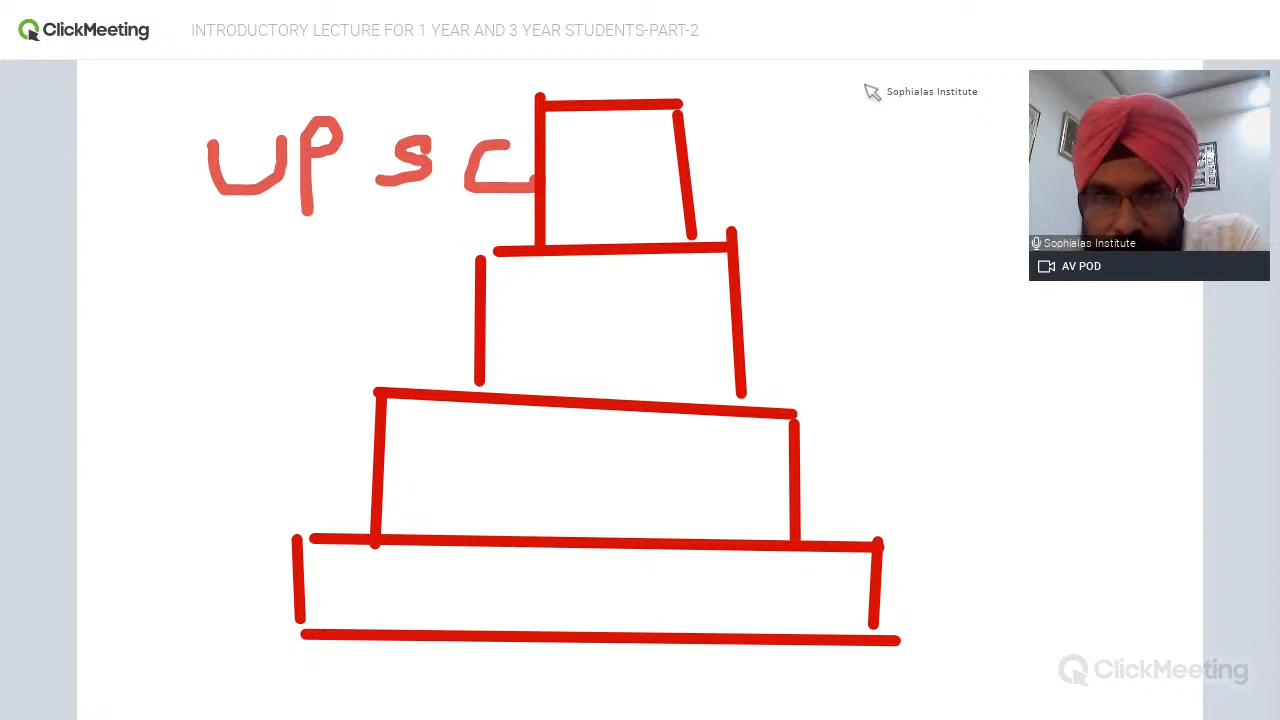 ClickMeeting INTRODUCTORY LECTURE FOR 1 YEAR AND 3 YEAR STUDENTS-PART-2
Sophialas Institute
UPSC
Sophialas Institute
AV POD
ClickMeeting